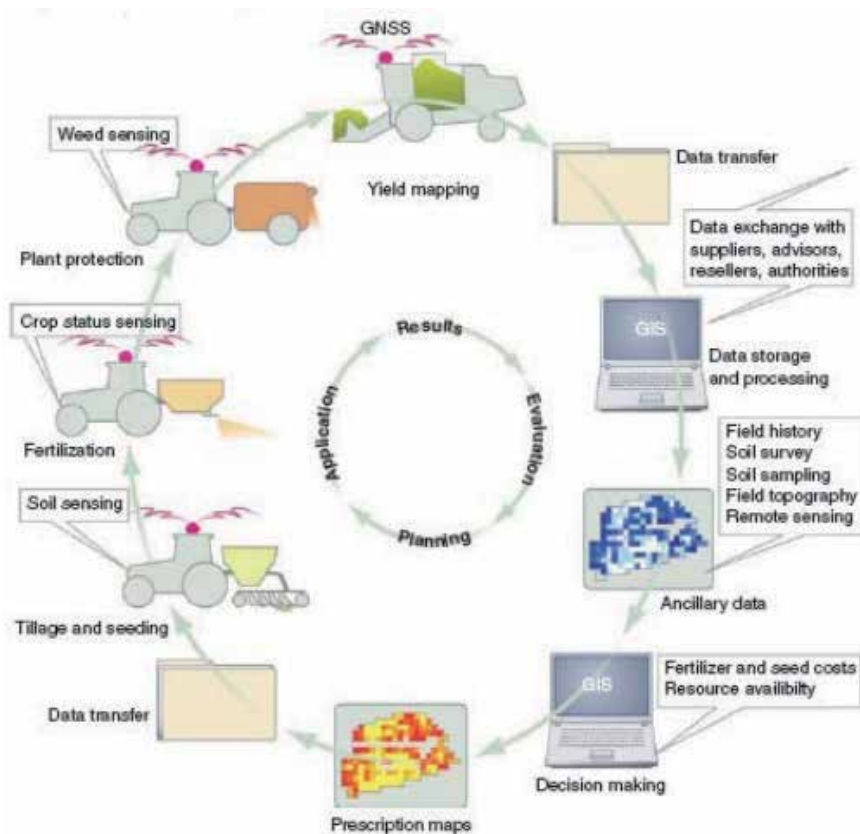 GNSS
Yield mapping
Data transfer
Data exchange with
suppliers, advisors,
resellers, authorities
GIS
Data storage
and processing
Field history
Soil survey
Soil sampling
Field topography
Remote sensing
Ancillary data
Fertilizer and seed costs
Resource availibilty
GIS
Decision making
Prescription maps
Data transfer
Tillage and seeding
Soil sensing
Fertilization
Crop status sensing
Plant protection
Weed sensing
Results
Evaluation
Planning
Application